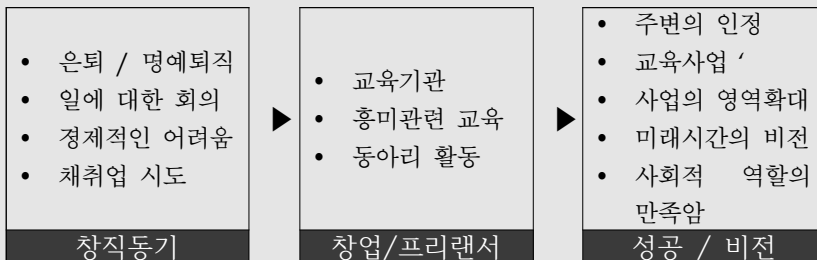 • 은퇴 / 명예퇴직
• 일에 대한 회의
• 경제적인 어려움
• 채취업 시도
창직동기
▶
• 교육기관
• 흥미관련 교육
• 동아리 활동
창업/프리랜서
▶
• 주변의 인정
• 교육사업 ‘
• 사업의 영역확대
• 미래시간의 비전
• 사회적 역할의
만족암
성공 / 비전